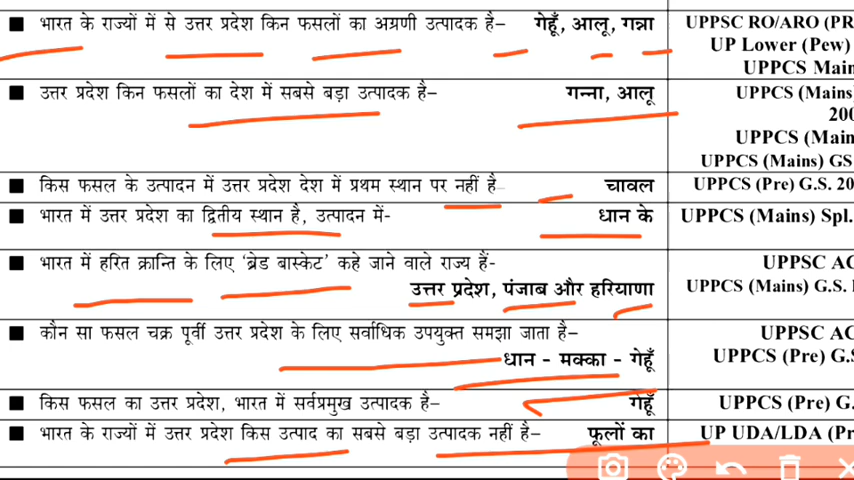 ■ भारत के राज्यों में से उत्तर प्रदेश किन फसलों का अग्रणी उत्पादक है– गेहूँ, आलू, गन्ना
UPPSC RO/ARO (PR
UP Lower (Pew)
UPPCS Main
■ उत्तर प्रदेश किन फसलों का देश में सबसे बड़ा उत्पादक है– गन्ना, आलू
UPPCS (Mains)
200
UPPCS (Main
UPPCS (Mains) GS
■ किस फसल के उत्पादन में उत्तर प्रदेश देश में प्रथम स्थान पर नहीं है– चावल
UPPCS (Pre) G.S. 20
■ भारत में उत्तर प्रदेश का द्वितीय स्थान है, उत्पादन में- धान के
UPPCS (Mains) Spl.
■ भारत में हरित क्रान्ति के लिए ‘ब्रेड बास्केट’ कहे जाने वाले राज्य हैं-
उत्तर प्रदेश, पंजाब और हरियाणा
UPPSC AC
UPPCS (Mains) G.S.
■ कौन सा फसल चक्र पूर्वी उत्तर प्रदेश के लिए सर्वाधिक उपयुक्त समझा जाता है–
धान - मक्का - गेहूँ
UPPSC AC
UPPCS (Pre) G.S
■ किस फसल का उत्तर प्रदेश, भारत में सर्वप्रमुख उत्पादक है– गेहूँ
UPPCS (Pre) G.
■ भारत के राज्यों में उत्तर प्रदेश किस उत्पाद का सबसे बड़ा उत्पादक नहीं है– फूलों का
UP UDA/LDA (Pr